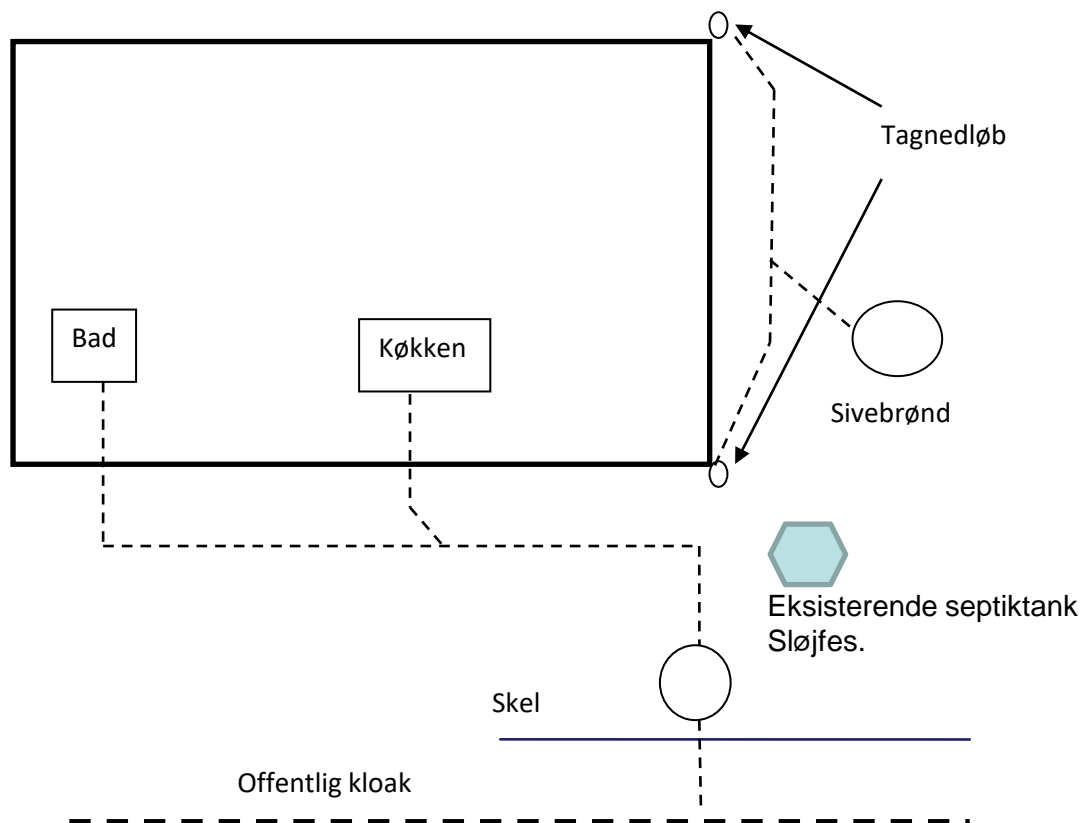 Tagnedløb
Bad
Køkken
Sivebrønd
Eksisterende septiktank
Sløjfes.
Skel
Offentlig kloak